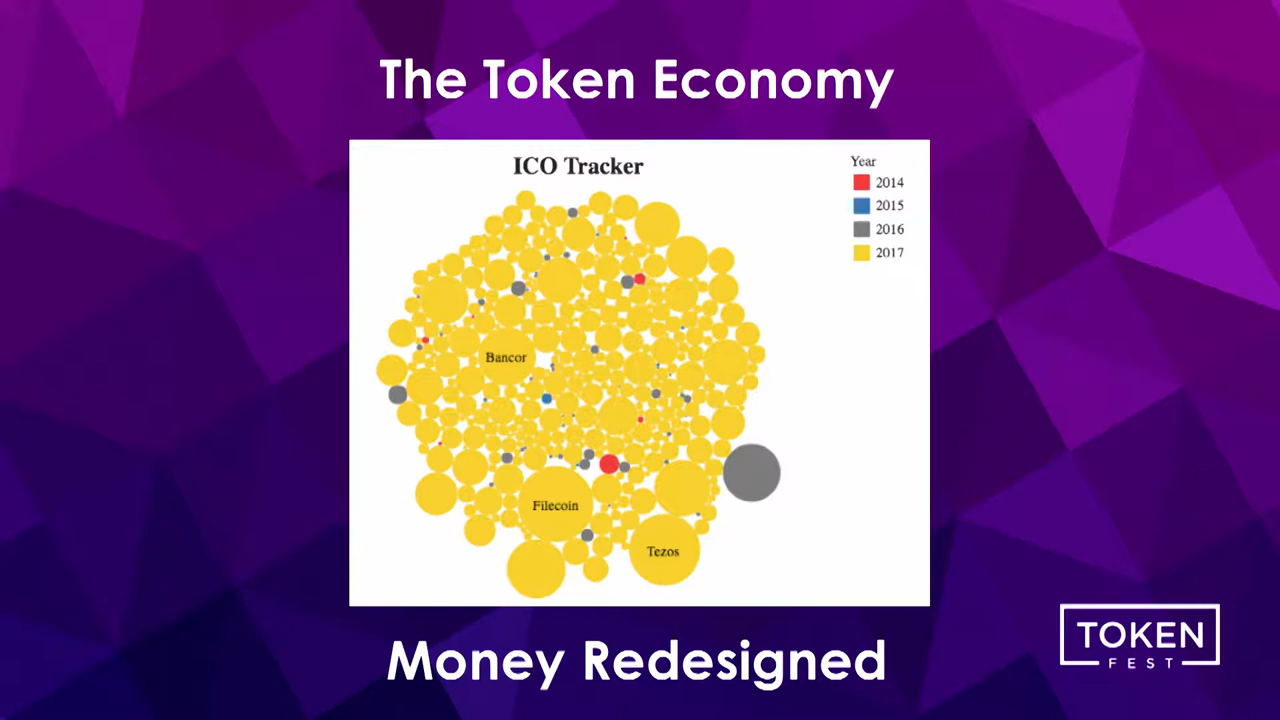 The Token Economy
ICO Tracker
Year
2014
2015
2016
2017
Bancor
Filecoin
Tezos
Money Redesigned
TOKEN
FEST